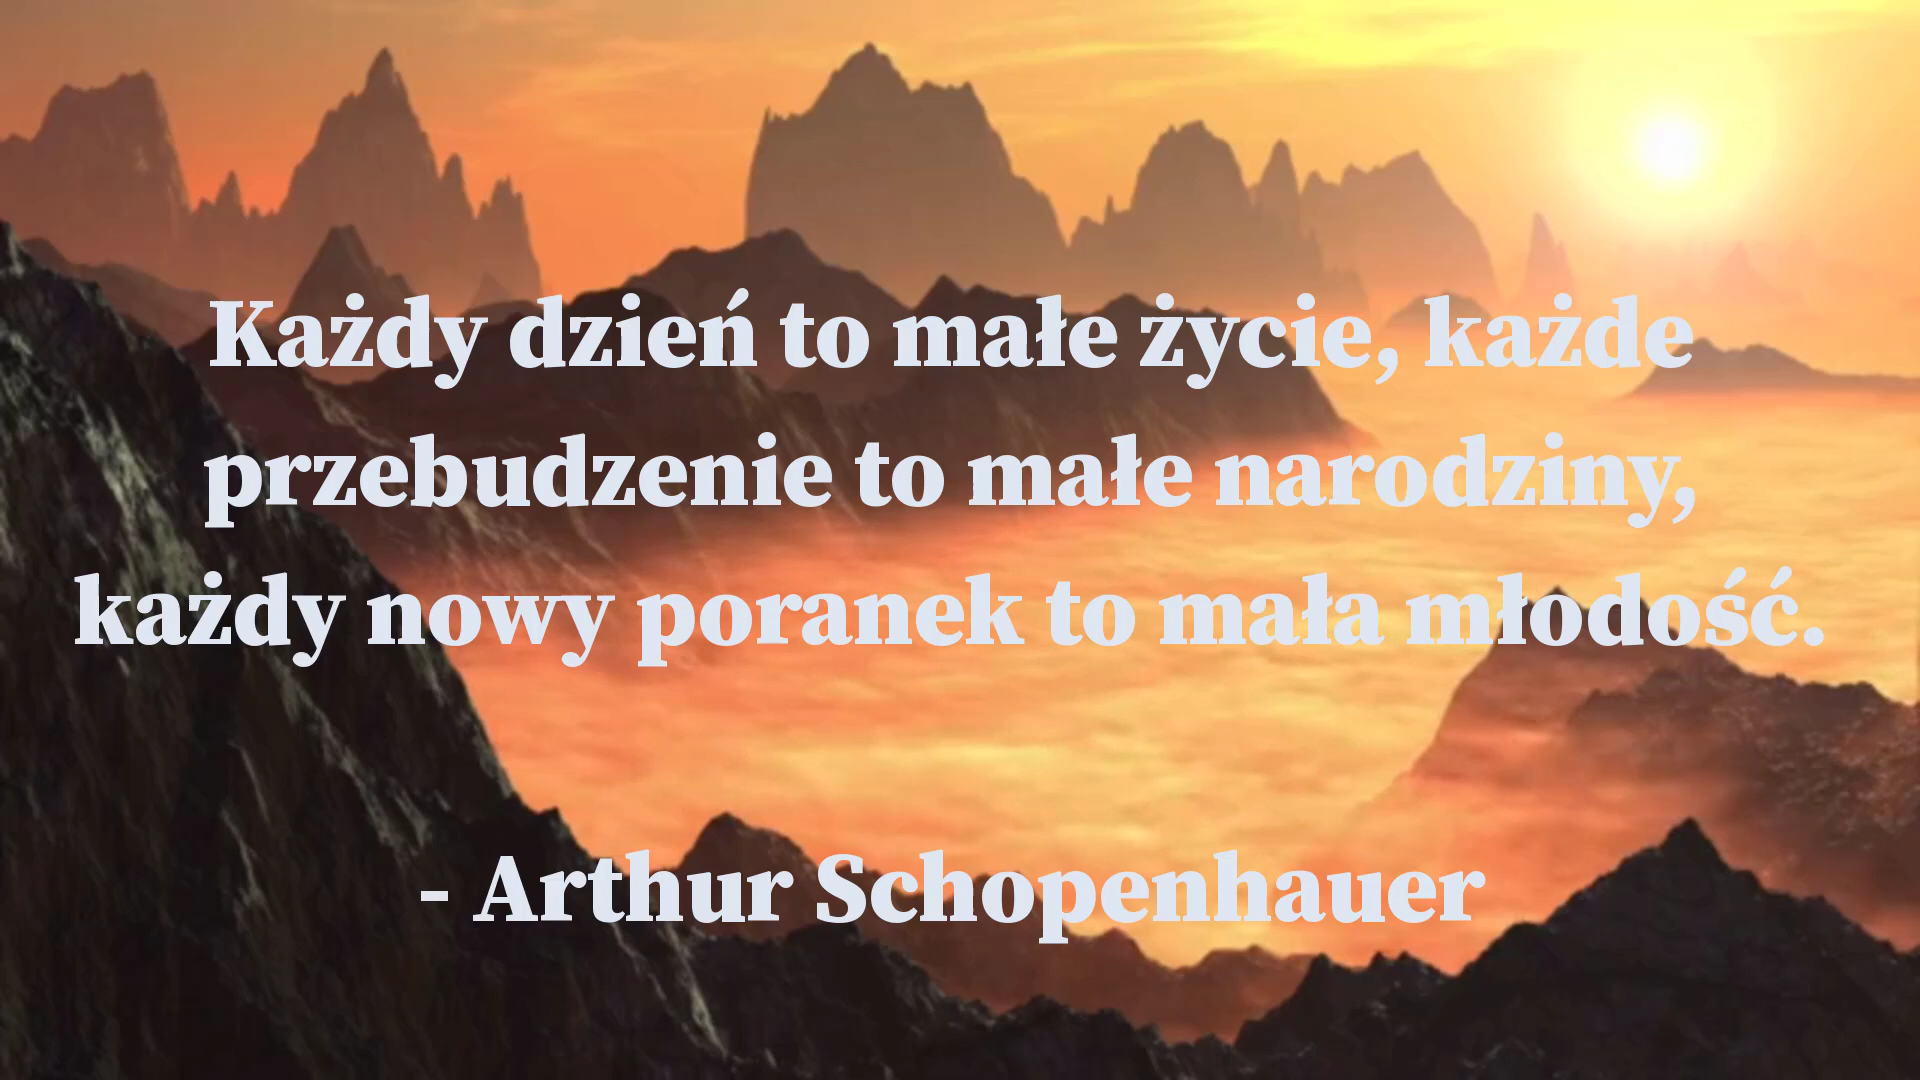 Każdy dzień to małe życie, każde
przebudzenie to małe narodziny,
każdy nowy poranek to mała młodość.
- Arthur Schopenhauer